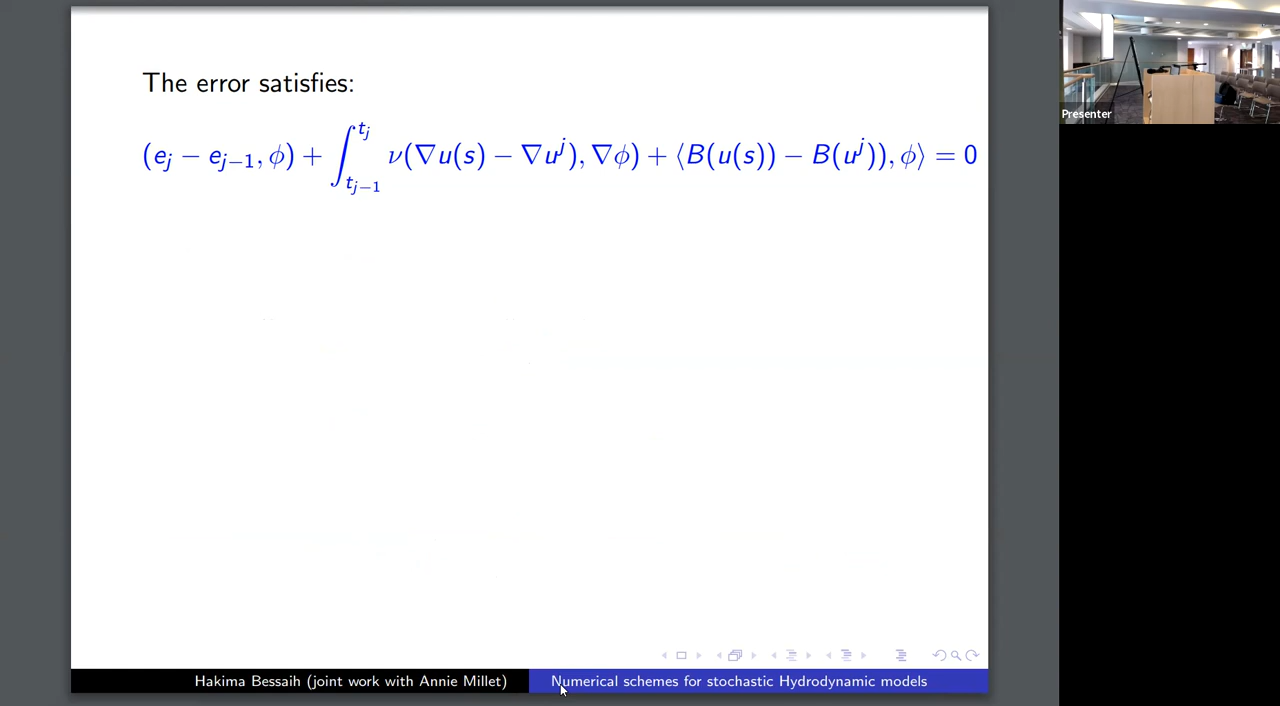 The error satisfies:
(e_j − e_{j−1}, ϕ) + ∫_{t_{j−1}}^{t_j} ν(∇u(s) − ∇u^j), ∇ϕ) + ⟨B(u(s)) − B(u^j)), ϕ⟩ = 0
Hakima Bessaih (joint work with Annie Millet)
Numerical schemes for stochastic Hydrodynamic models
Presenter